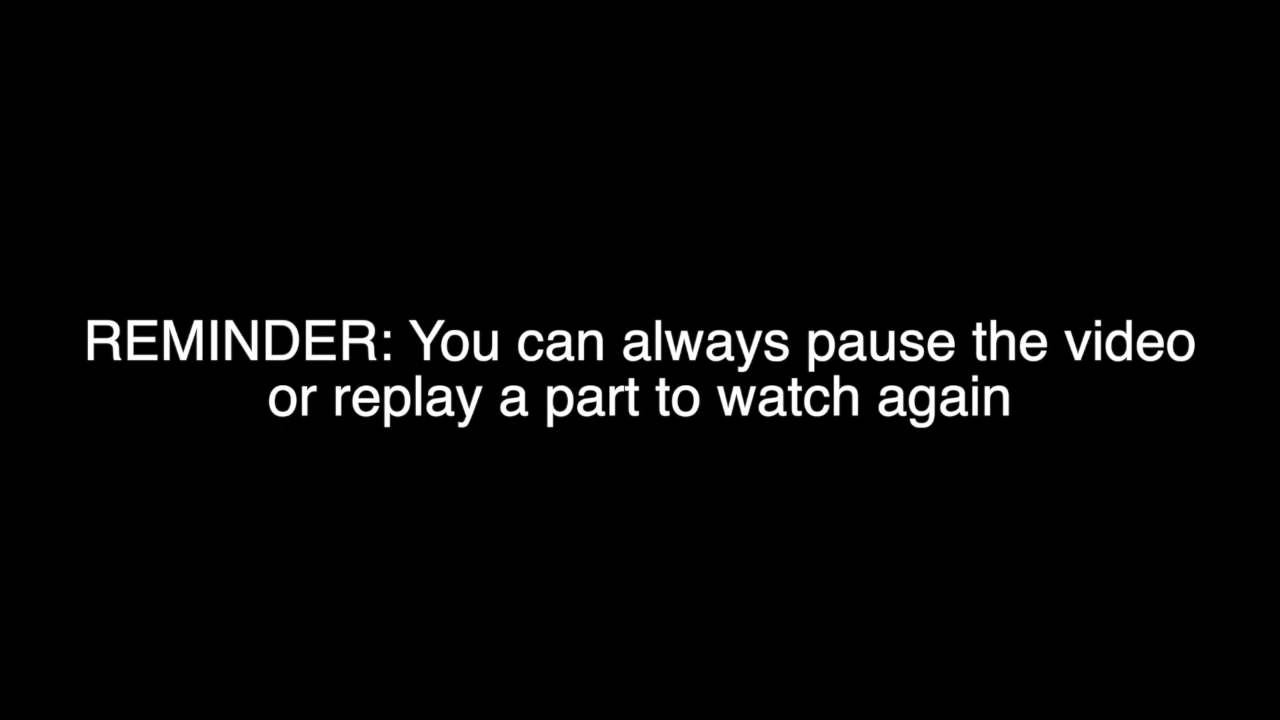 REMINDER: You can always pause the video
or replay a part to watch again